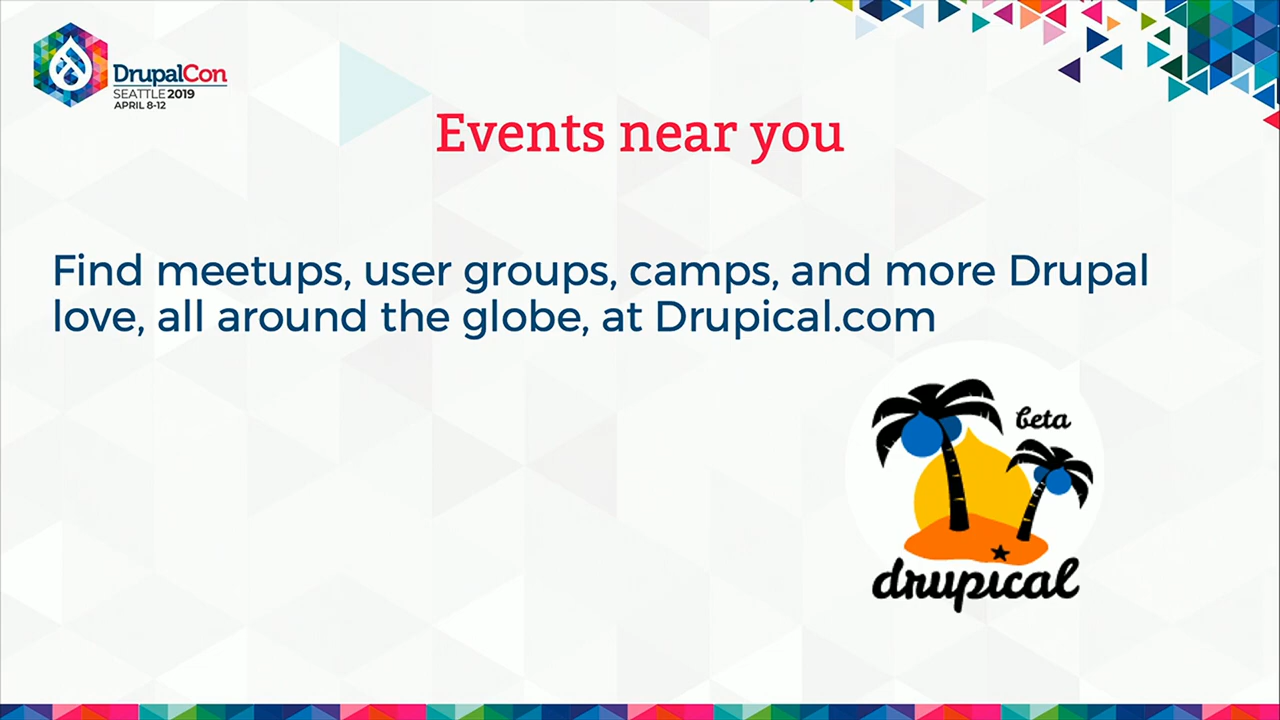 DrupalCon
SEATTLE 2019
APRIL 8-12
Events near you
Find meetups, user groups, camps, and more Drupal
love, all around the globe, at Drupical.com
beta
drupical